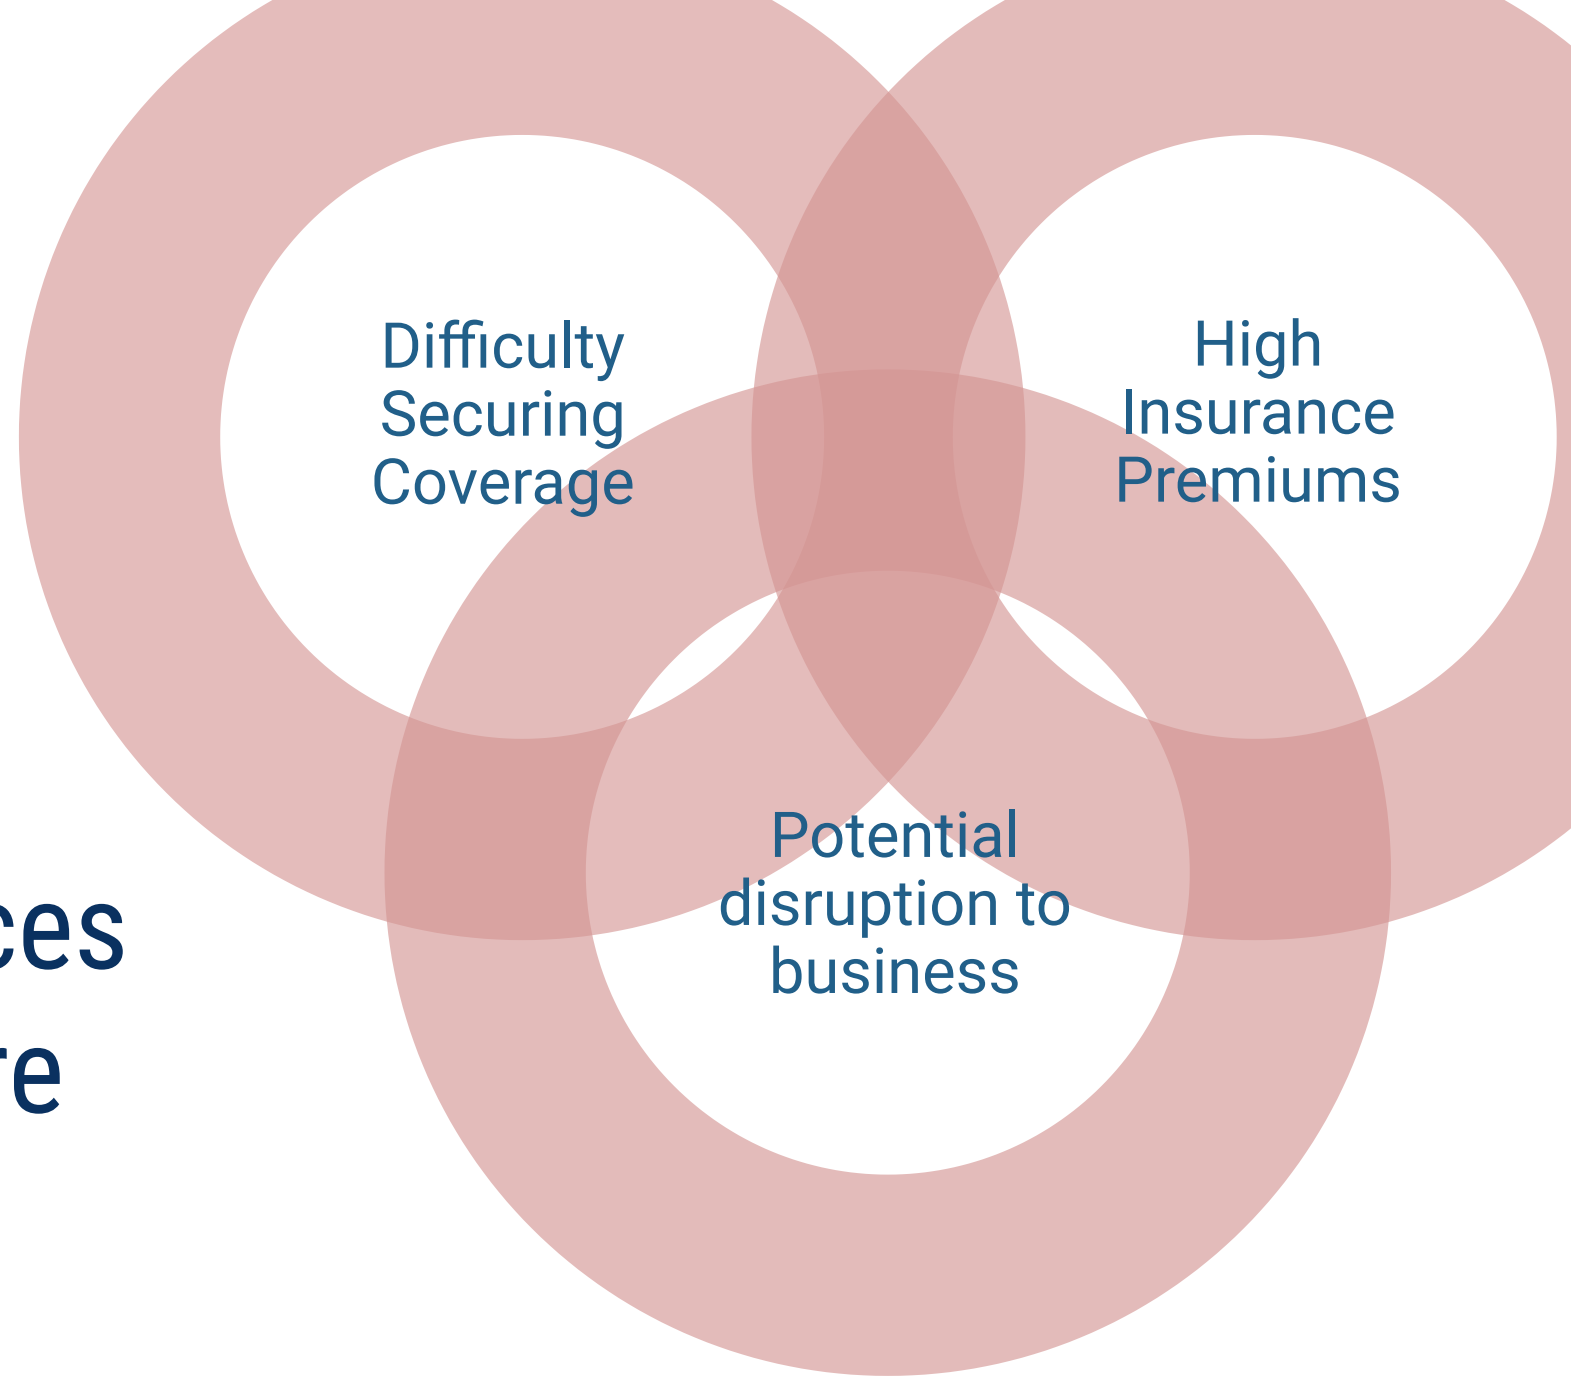 Difficulty
Securing
Coverage
High
Insurance
Premiums
Potential
disruption to
business
ces
re